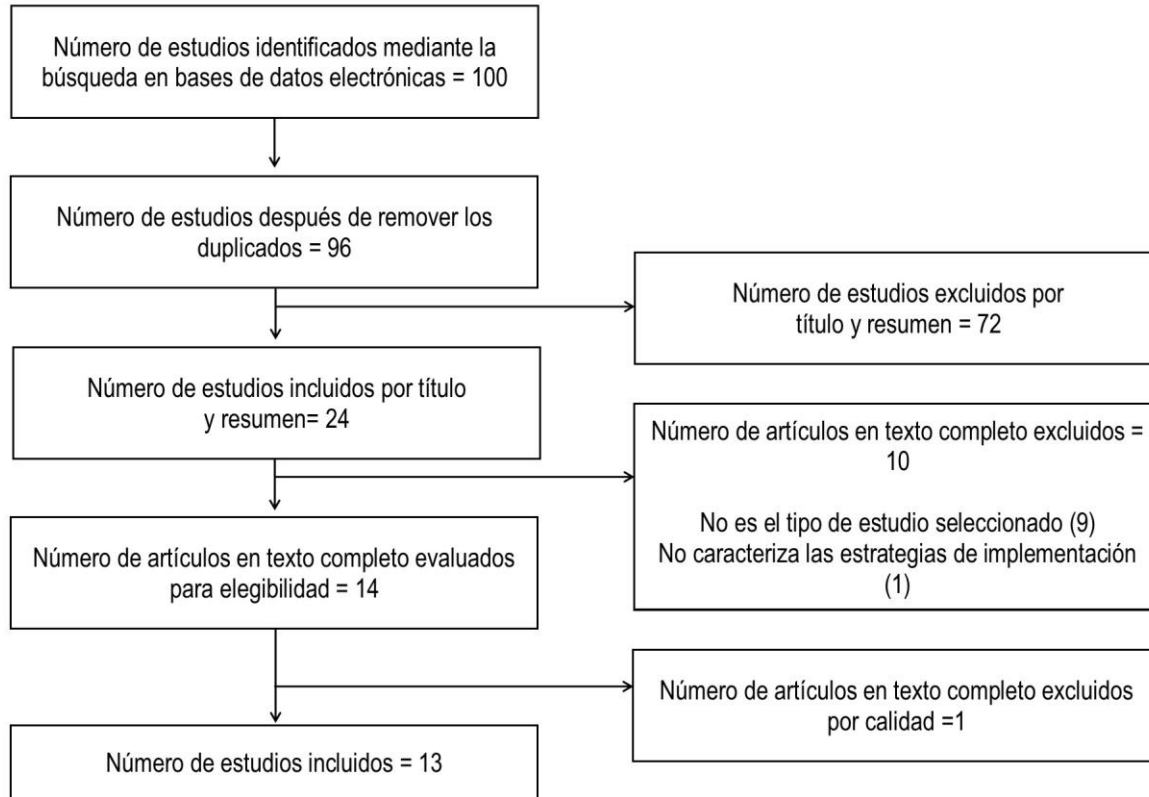 Número de estudios identificados mediante la
búsqueda en bases de datos electrónicas = 100
Número de estudios después de remover los
duplicados = 96
Número de estudios excluidos por
título y resumen = 72
Número de estudios incluidos por título
y resumen= 24
Número de artículos en texto completo excluidos =
10
No es el tipo de estudio seleccionado (9)
No caracteriza las estrategias de implementación
(1)
Número de artículos en texto completo evaluados
para elegibilidad = 14
Número de artículos en texto completo excluidos
por calidad =1
Número de estudios incluidos = 13